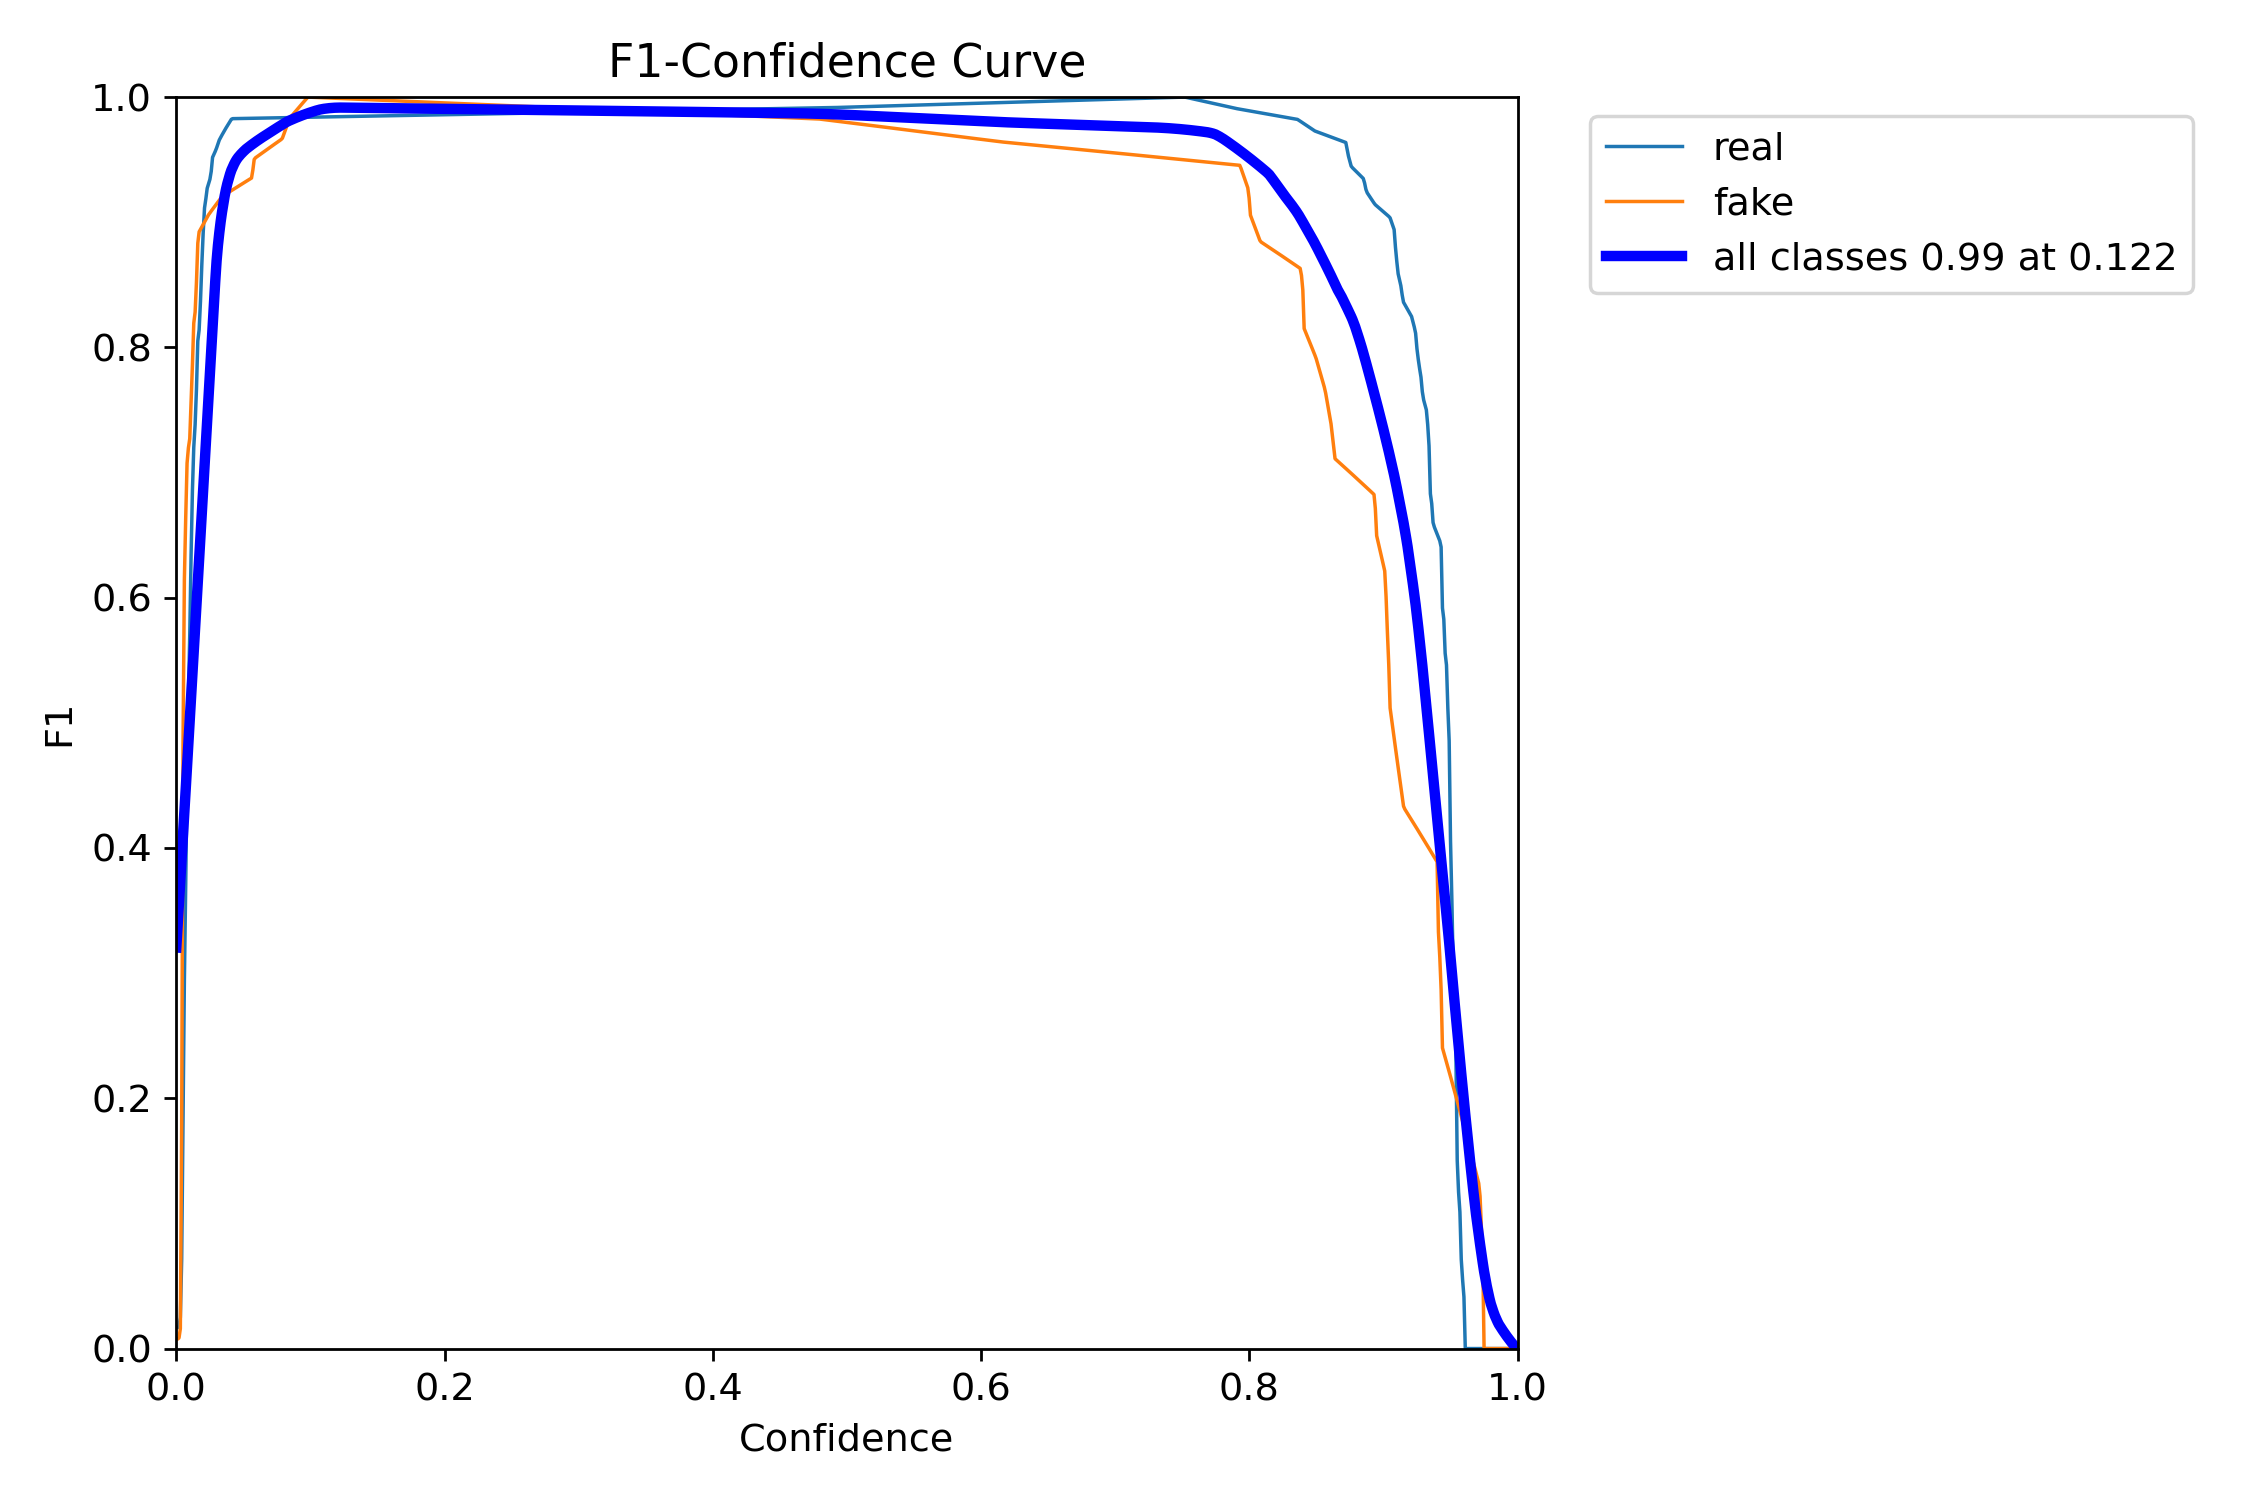 F1-Confidence Curve
1.0
0.8
0.6
0.4
0.2
0.0
F1
0.0 0.2 0.4 0.6 0.8 1.0
Confidence
real
fake
all classes 0.99 at 0.122